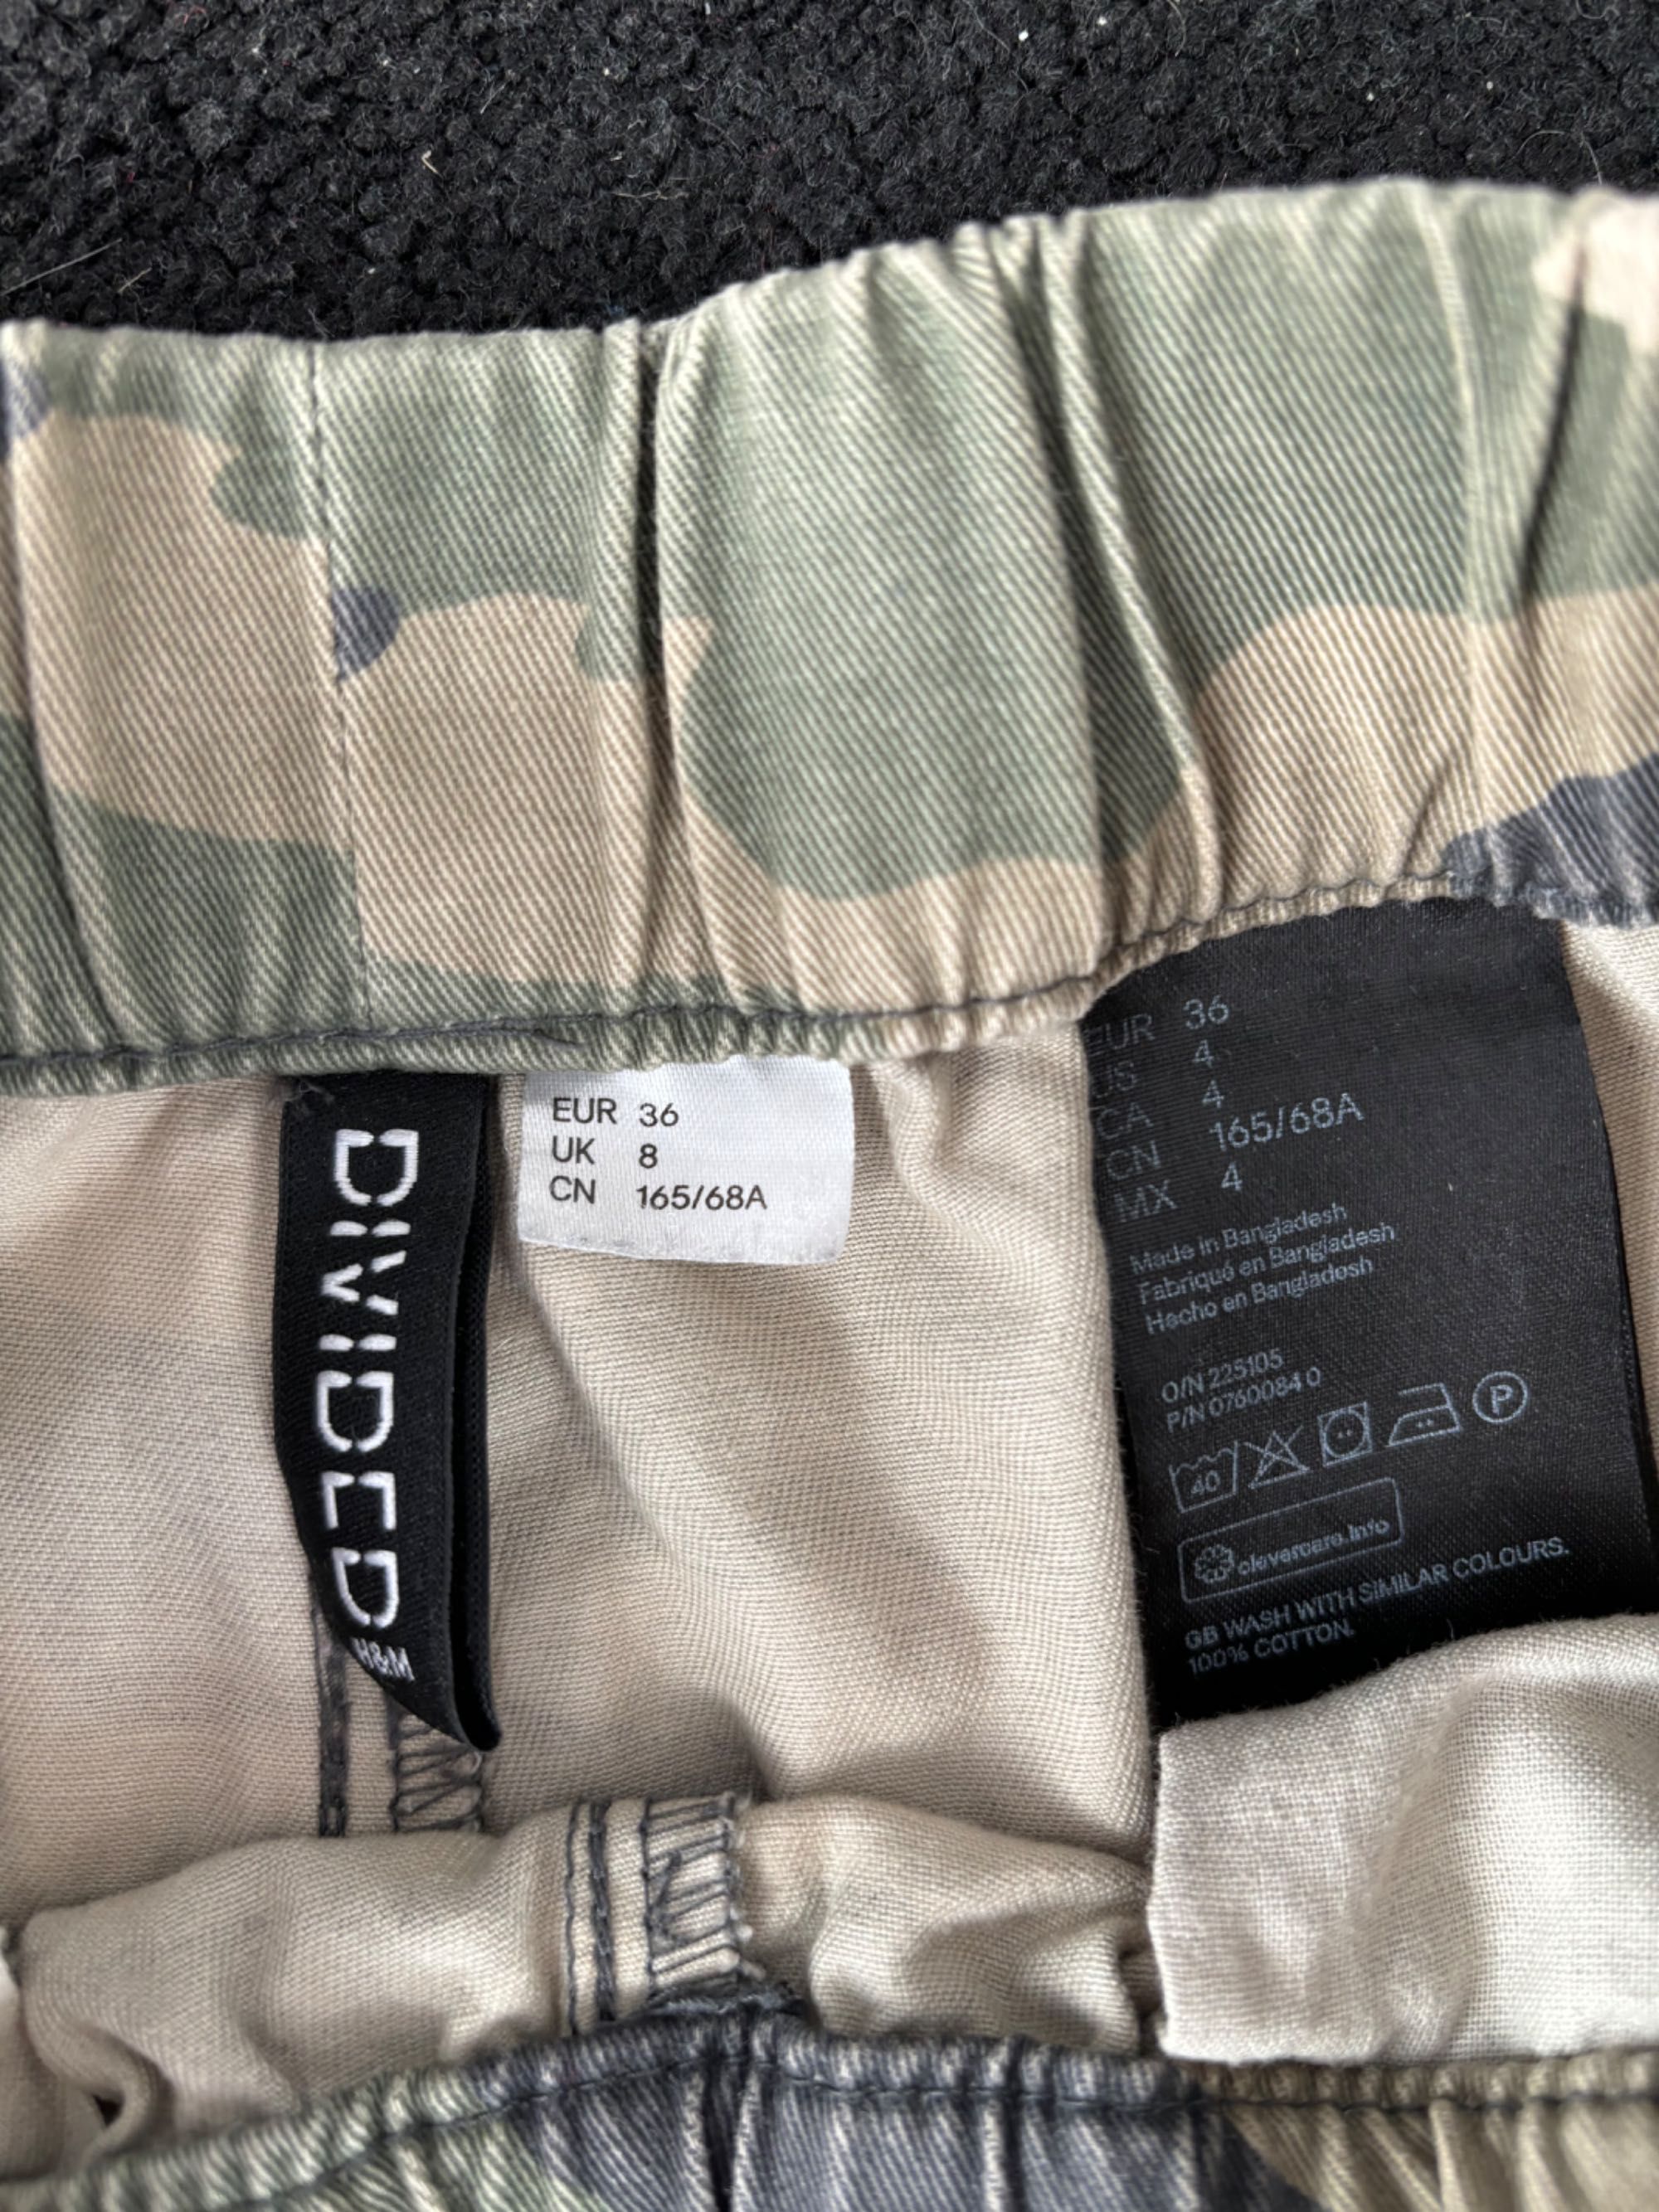 DIVIDED
H&M
EUR 36
UK 8
CN 165/68A
EUR 36
US 4
CA 4
CN 165/68A
MX 4
Made in Bangladesh
Fabriqué en Bangladesh
Hecho en Bangladesh
O/N 225105
P/N 0760084 0
40
P
clevercare.info
GB WASH WITH SIMILAR COLOURS.
100% COTTON.